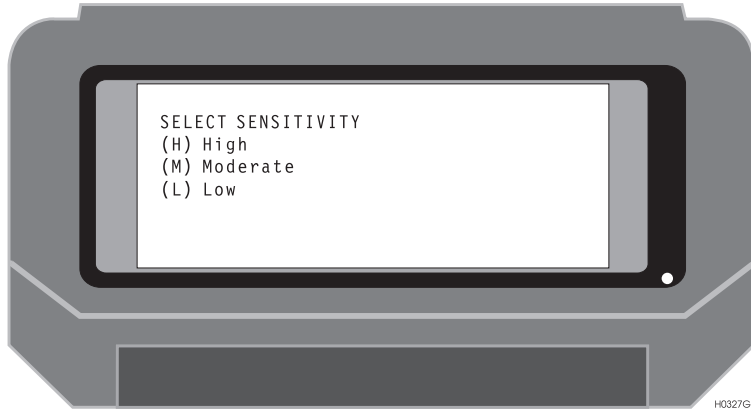 SELECT SENSITIVITY
(H) High
(M) Moderate
(L) Low
H0327G